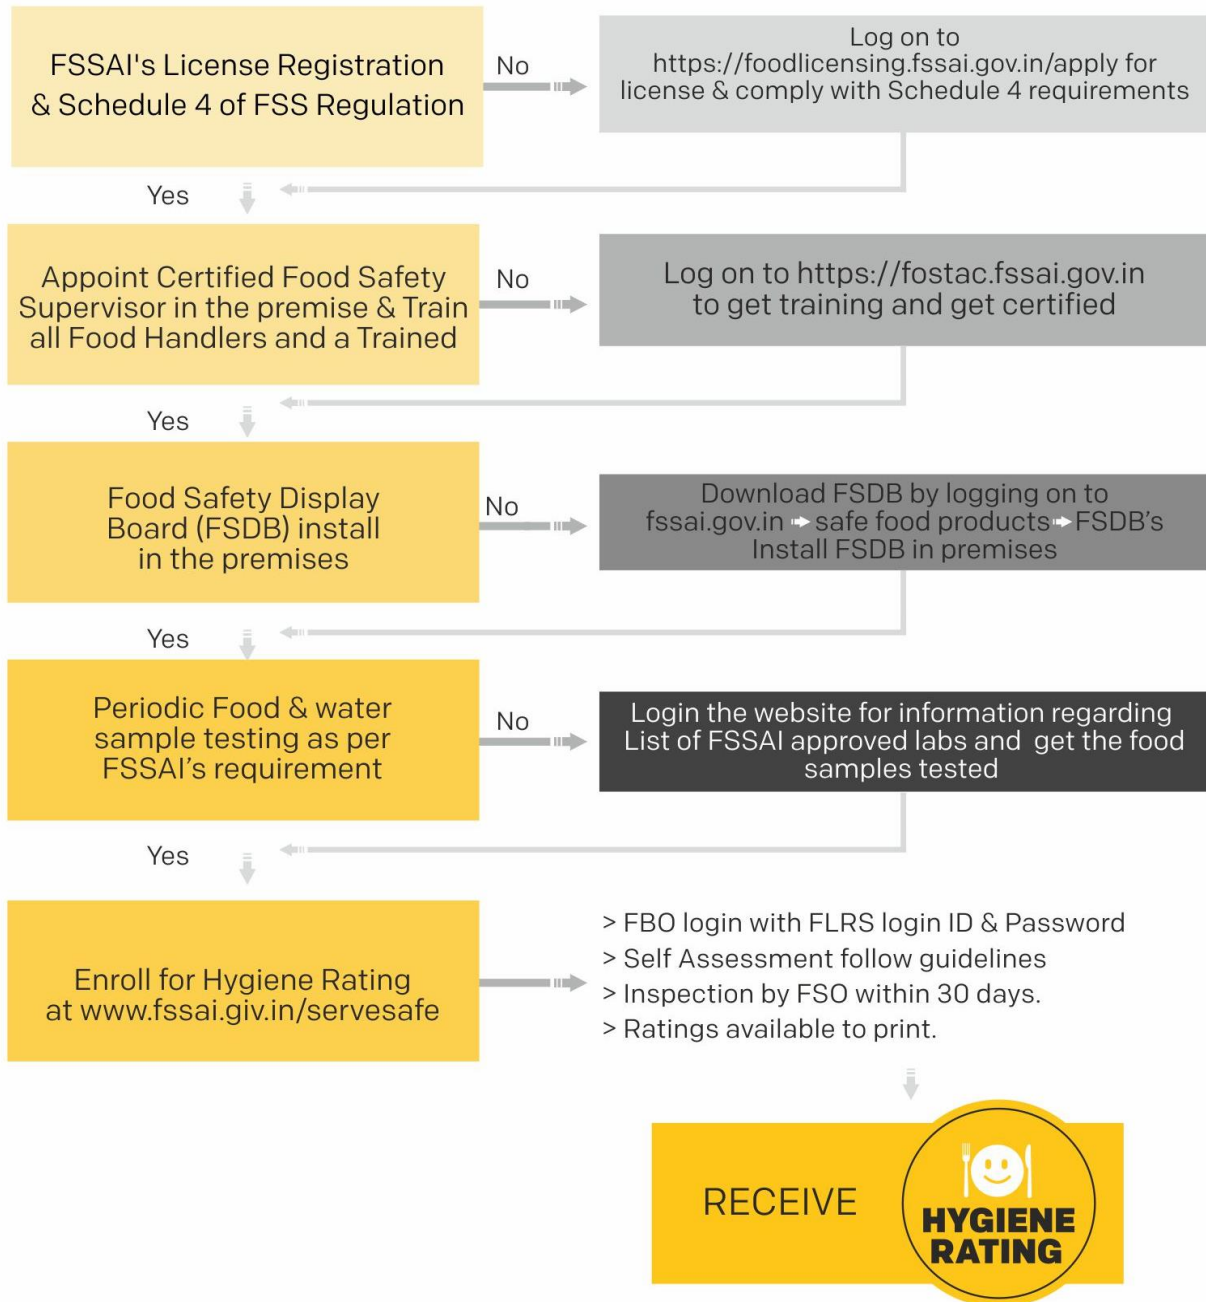 FSSAI's License Registration
& Schedule 4 of FSS Regulation
No
Log on to
https://foodlicensing.fssai.gov.in/apply for
license & comply with Schedule 4 requirements
Yes
Appoint Certified Food Safety
Supervisor in the premise & Train
all Food Handlers and a Trained
No
Log on to https://fostac.fssai.gov.in
to get training and get certified
Yes
Food Safety Display
Board (FSDB) install
in the premises
No
Download FSDB by logging on to
fssai.gov.in ➡ safe food products ➡ FSDB’s
Install FSDB in premises
Yes
Periodic Food & water
sample testing as per
FSSAI’s requirement
No
Login the website for information regarding
List of FSSAI approved labs and get the food
samples tested
Yes
Enroll for Hygiene Rating
at www.fssai.giv.in/servesafe
> FBO login with FLRS login ID & Password
> Self Assessment follow guidelines
> Inspection by FSO within 30 days.
> Ratings available to print.
RECEIVE
HYGIENE
RATING